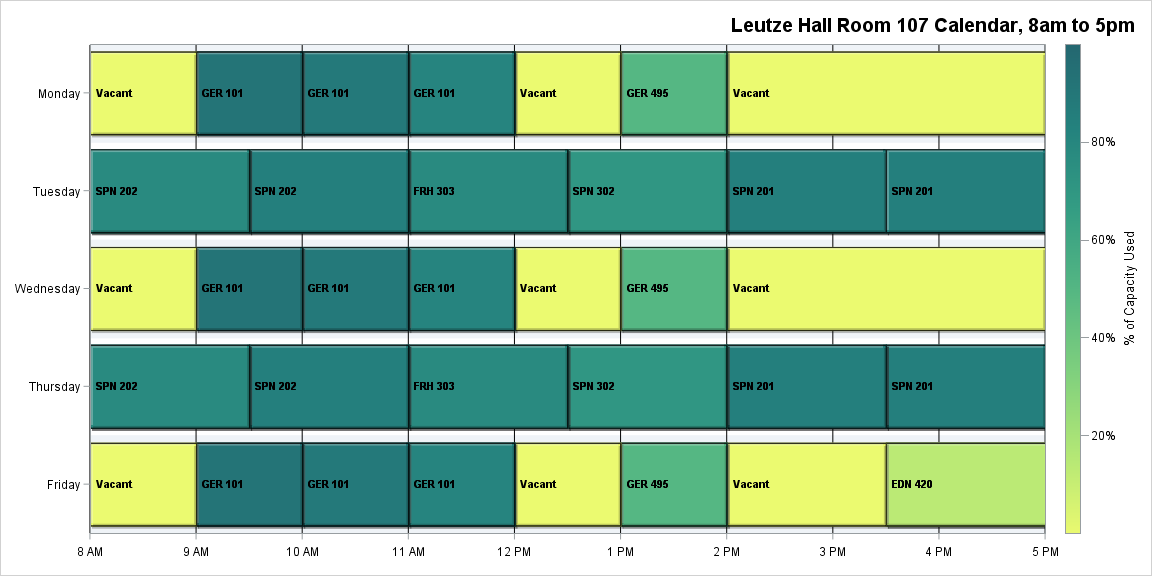 Leutze Hall Room 107 Calendar, 8am to 5pm
Monday
Vacant
GER 101
GER 101
GER 101
Vacant
GER 495
Vacant
Tuesday
SPN 202
SPN 202
FRH 303
SPN 302
SPN 201
SPN 201
Wednesday
Vacant
GER 101
GER 101
GER 101
Vacant
GER 495
Vacant
Thursday
SPN 202
SPN 202
FRH 303
SPN 302
SPN 201
SPN 201
Friday
Vacant
GER 101
GER 101
GER 101
Vacant
GER 495
Vacant
EDN 420
8 AM
9 AM
10 AM
11 AM
12 PM
1 PM
2 PM
3 PM
4 PM
5 PM
80%
60%
40%
20%
% of Capacity Used